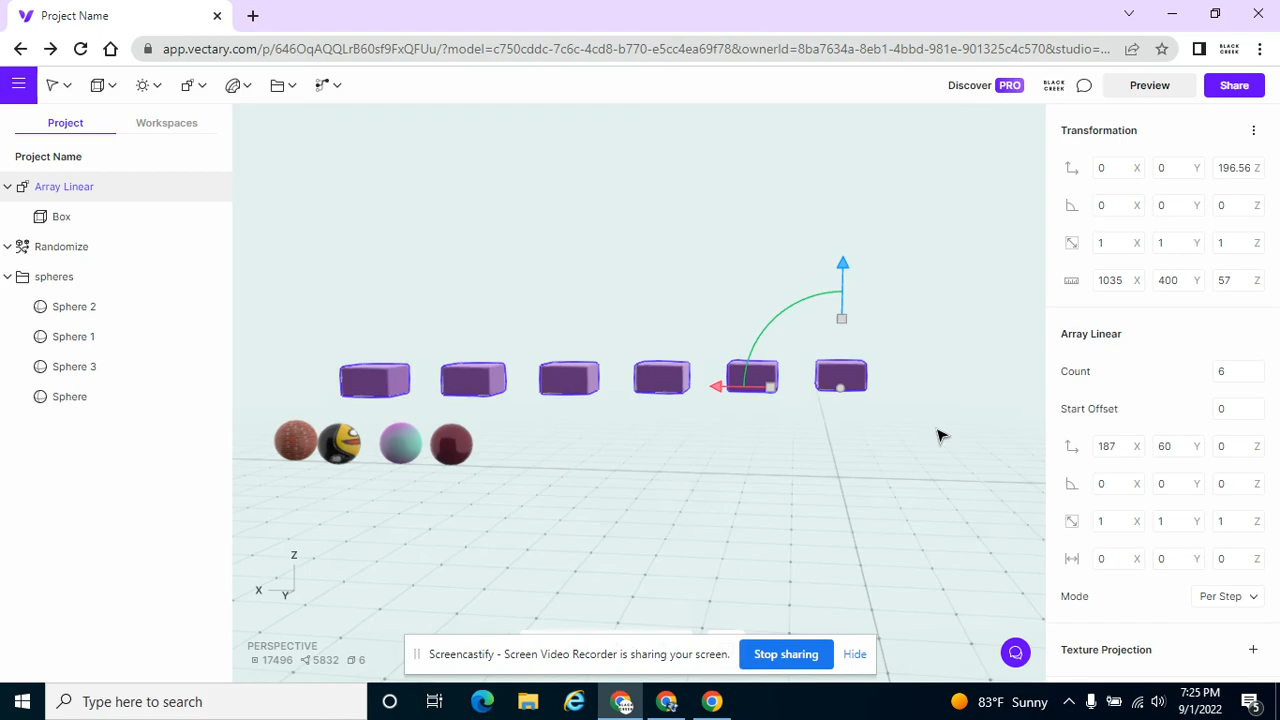 Project Name
app.vectary.com/p/646OqAQQLrB60sf9FxQFUu/?model=c750cddc-7c6c-4cd8-b770-e5cc4ea69f78&ownerId=8ba7634a-8eb1-4bbd-981e-901325c4c570&studio=...
BLACK CREEK
Discover PRO
BLACK CREEK
Preview
Share
Project
Workspaces
Project Name
Array Linear
Box
Randomize
spheres
Sphere 2
Sphere 1
Sphere 3
Sphere
Transformation
0 X 0 Y 196.56 Z
0 X 0 Y 0 Z
1 X 1 Y 1 Z
1035 X 400 Y 57 Z
Array Linear
Count 6
Start Offset 0
187 X 60 Y 0 Z
0 X 0 Y 0 Z
1 X 1 Y 1 Z
0 X 0 Y 0 Z
Mode Per Step
Texture Projection
Z
X
Y
PERSPECTIVE
17496 5832 6
Screencastify - Screen Video Recorder is sharing your screen.
Stop sharing
Hide
Type here to search
83°F Sunny
7:25 PM
9/1/2022
5